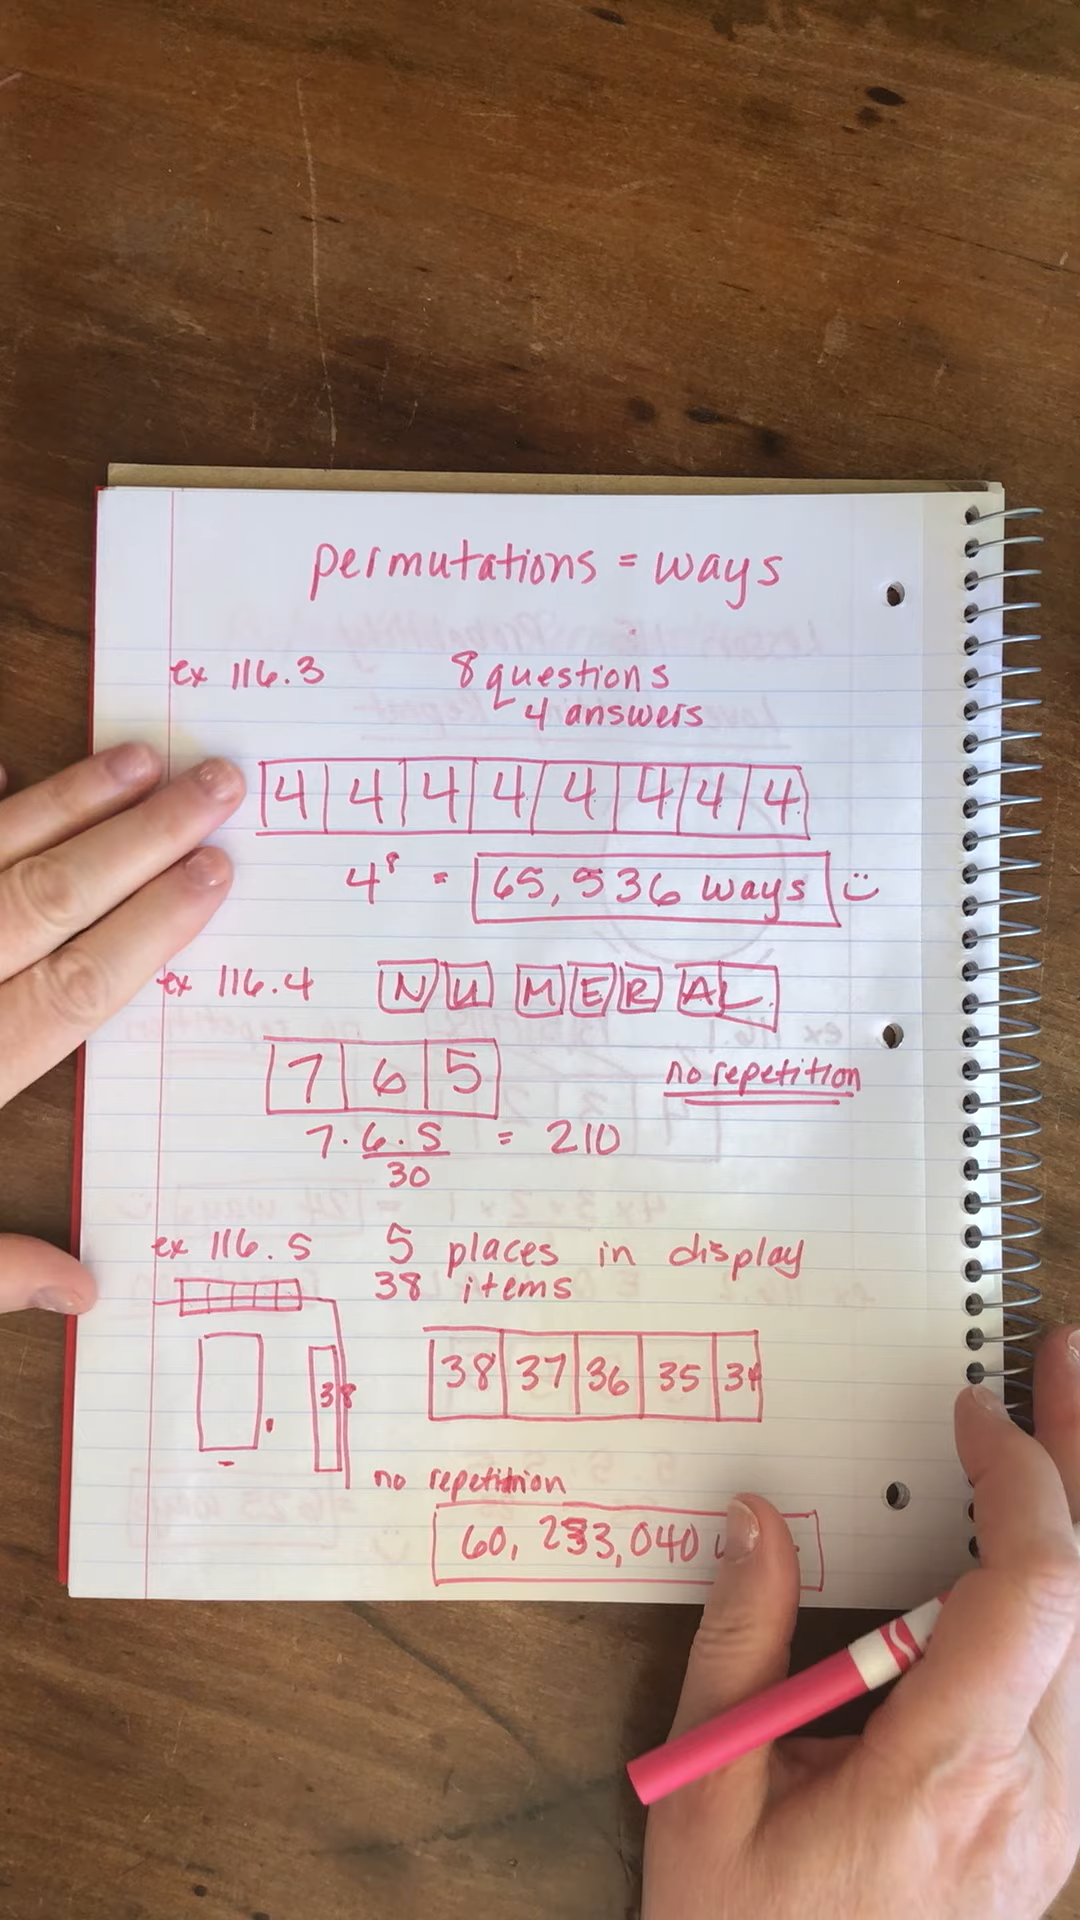 permutations = ways
ex 116.3 8 questions
4 answers
4 4 4 4 4 4 4 4
4⁸ = 65,536 ways
ex 116.4 N U M E R A L
7 6 5 no repetition
7·6·5 = 210
30
ex 116.5 5 places in display
38 items
38 38 37 36 35 34
no repetition
60,233,040